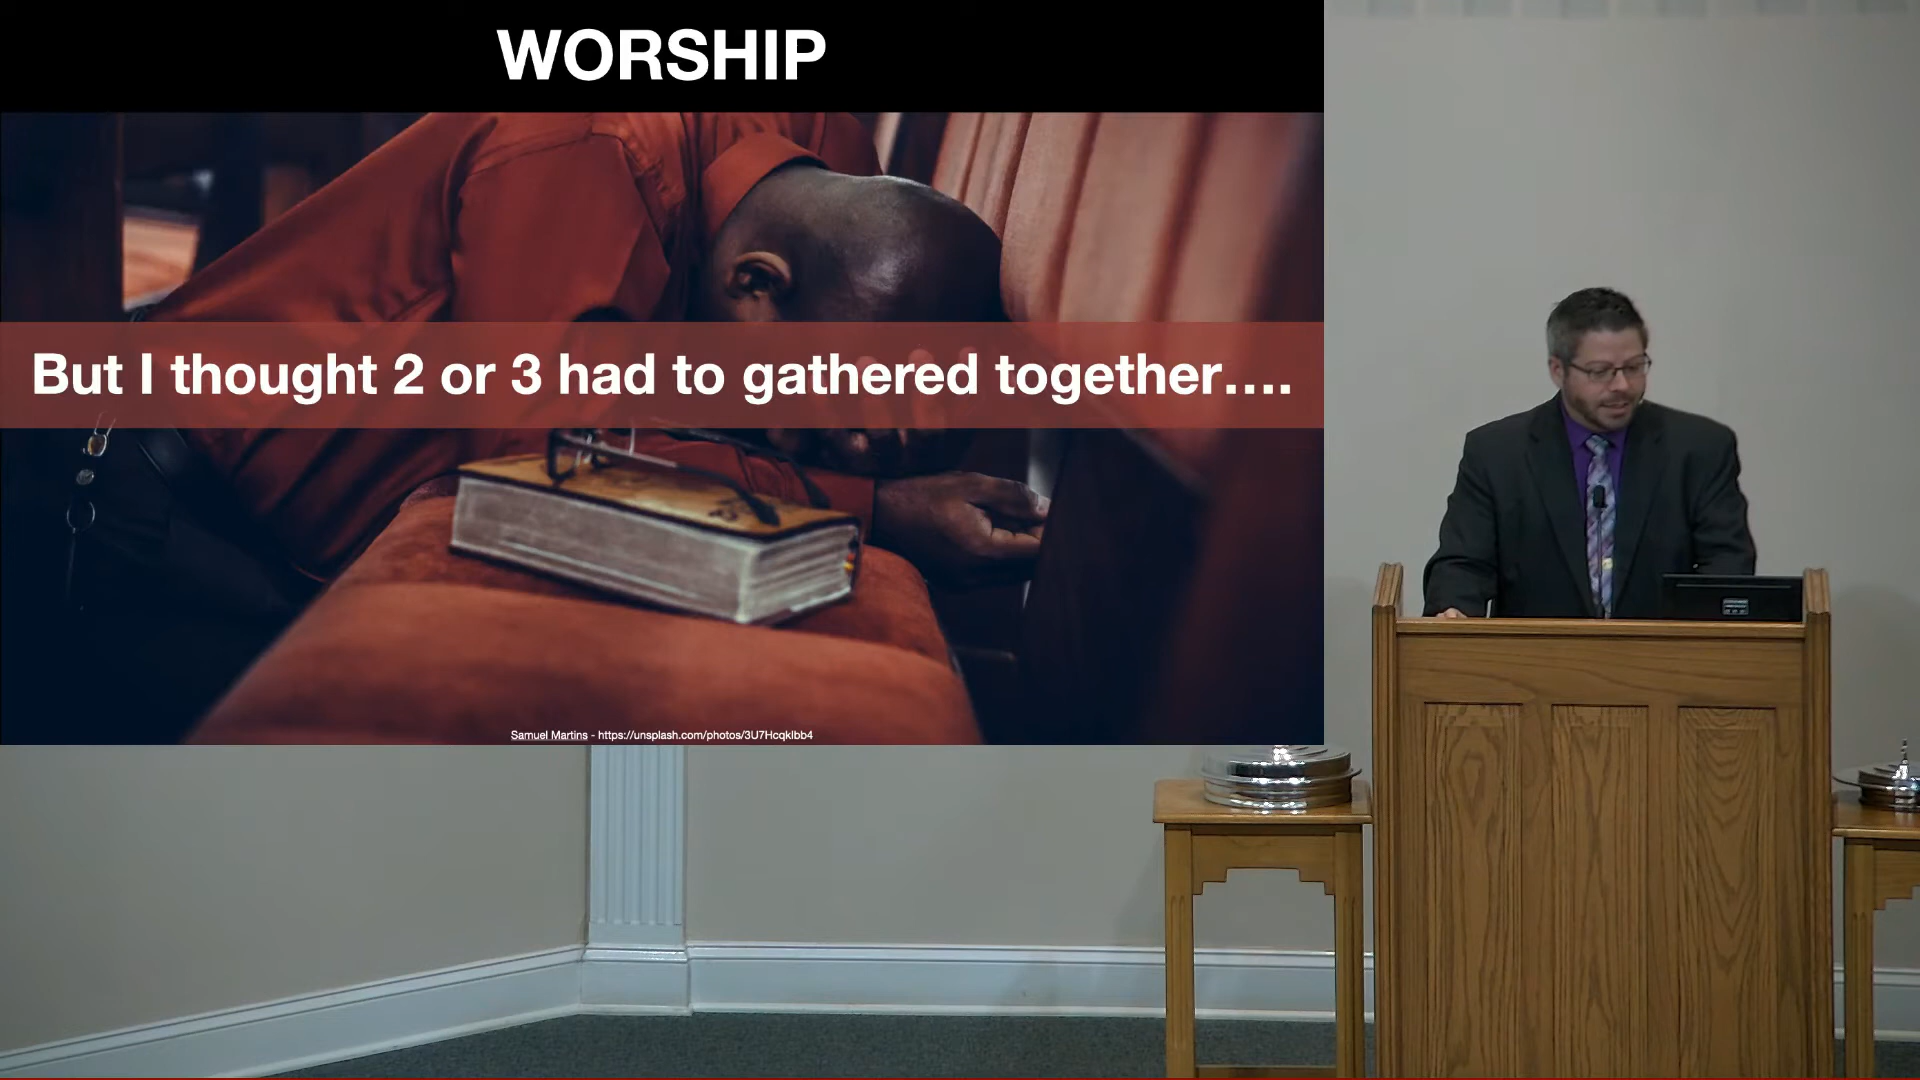 WORSHIP
But I thought 2 or 3 had to gathered together....
Samuel Martins - https://unsplash.com/photos/3U7Hcqklbb4